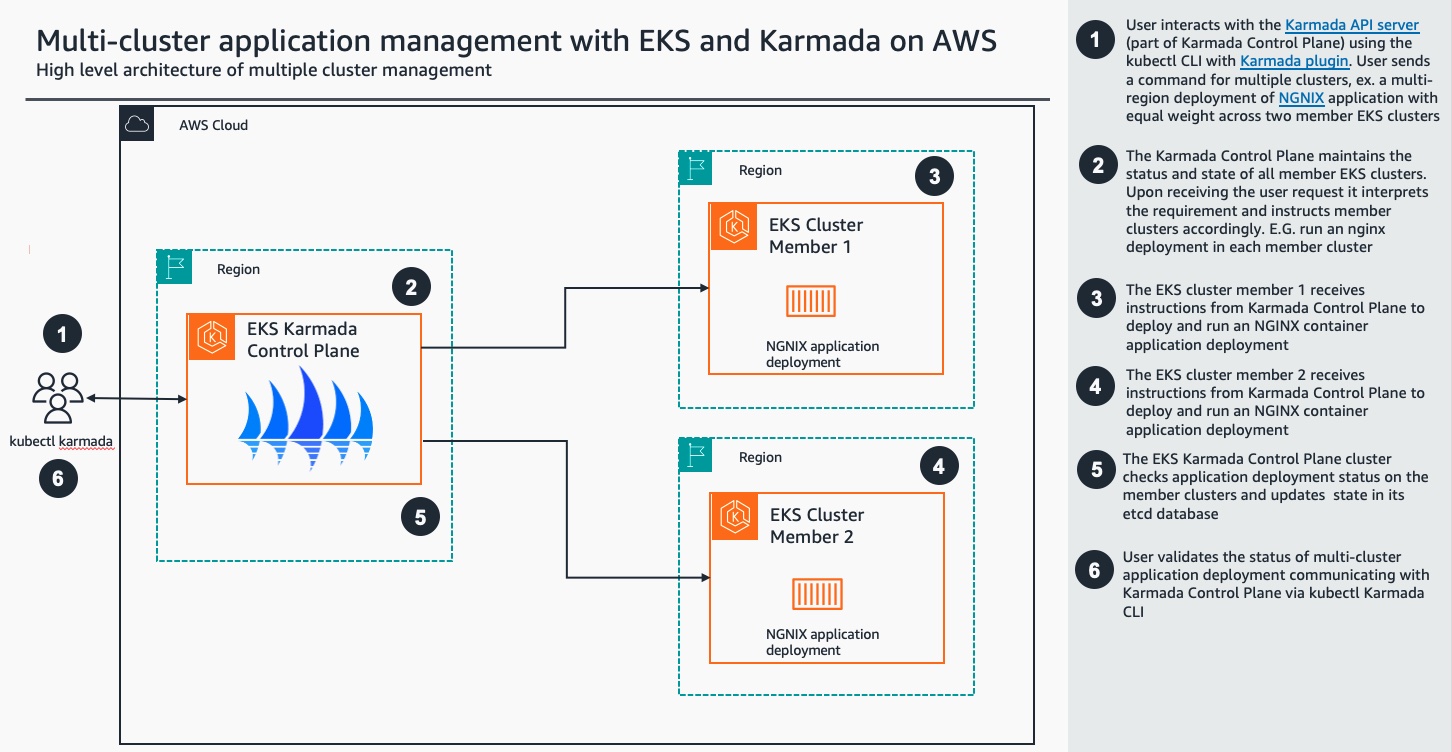 Multi-cluster application management with EKS and Karmada on AWS
High level architecture of multiple cluster management
AWS Cloud
1
kubectl karmada
6
Region
2
EKS Karmada
Control Plane
5
Region
3
EKS Cluster
Member 1
NGNIX application
deployment
Region
4
EKS Cluster
Member 2
NGNIX application
deployment
1
User interacts with the Karmada API server
(part of Karmada Control Plane) using the
kubectl CLI with Karmada plugin. User sends
a command for multiple clusters, ex. a multi-
region deployment of NGNIX application with
equal weight across two member EKS clusters
2
The Karmada Control Plane maintains the
status and state of all member EKS clusters.
Upon receiving the user request it interprets
the requirement and instructs member
clusters accordingly. E.G. run an nginx
deployment in each member cluster
3
The EKS cluster member 1 receives
instructions from Karmada Control Plane to
deploy and run an NGINX container
application deployment
4
The EKS cluster member 2 receives
instructions from Karmada Control Plane to
deploy and run an NGINX container
application deployment
5
The EKS Karmada Control Plane cluster
checks application deployment status on the
member clusters and updates  state in its
etcd database
6
User validates the status of multi-cluster
application deployment communicating with
Karmada Control Plane via kubectl Karmada
CLI